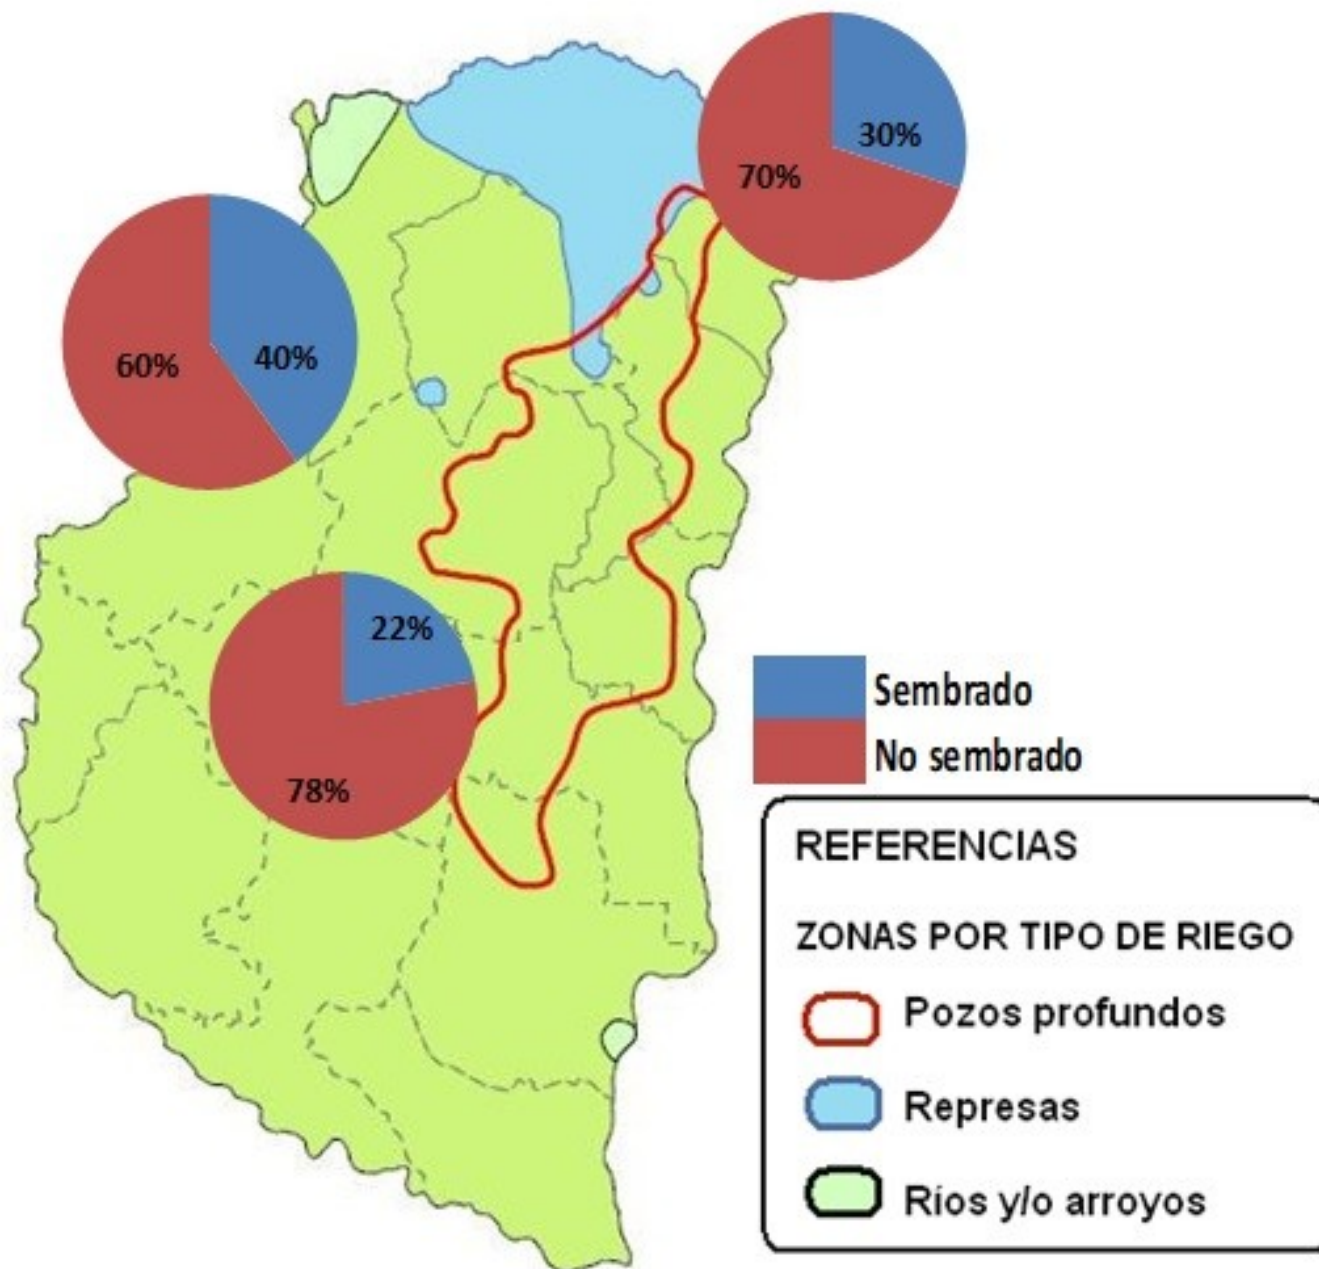 30%
70%
60%
40%
22%
78%
Sembrado
No sembrado
REFERENCIAS
ZONAS POR TIPO DE RIEGO
Pozos profundos
Represas
Ríos y/o arroyos